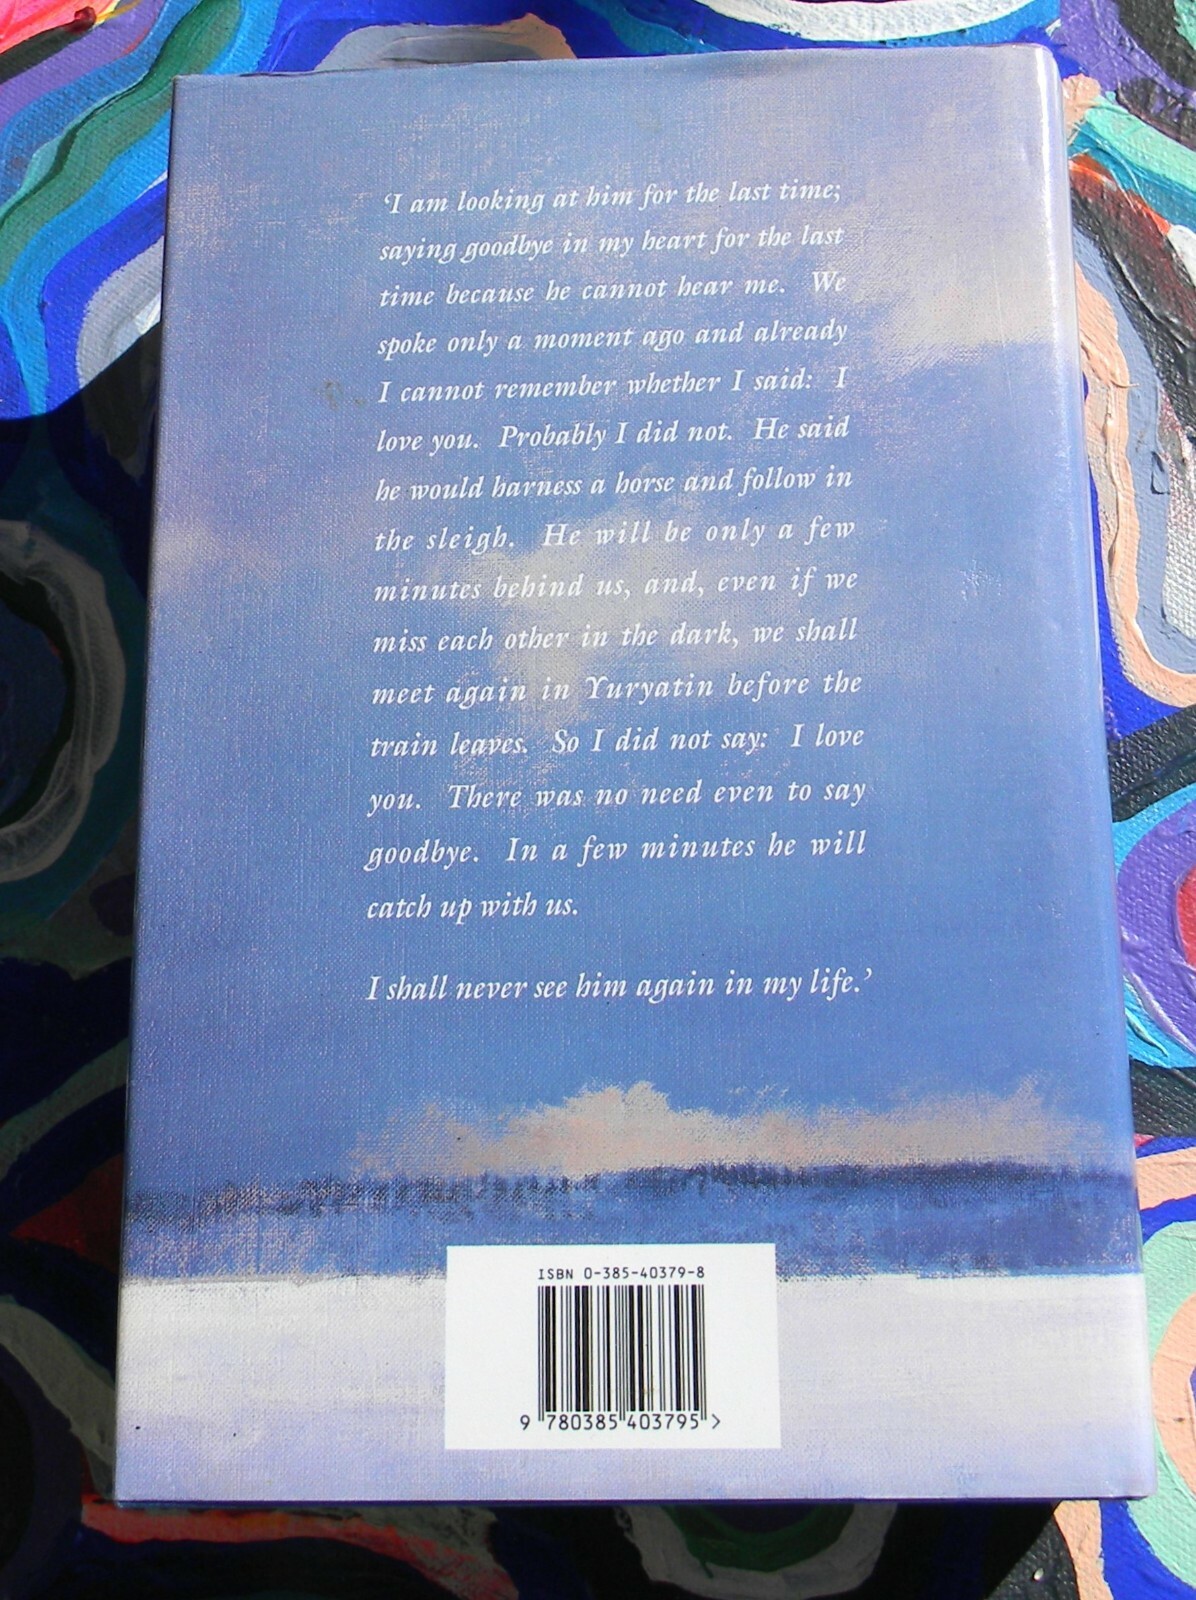 ‘I am looking at him for the last time;
saying goodbye in my heart for the last
time because he cannot hear me. We
spoke only a moment ago and already
I cannot remember whether I said: I
love you. Probably I did not. He said
he would harness a horse and follow in
the sleigh. He will be only a few
minutes behind us, and, even if we
miss each other in the dark, we shall
meet again in Yuryatin before the
train leaves. So I did not say: I love
you. There was no need even to say
goodbye. In a few minutes he will
catch up with us.
I shall never see him again in my life.’
ISBN 0-385-40379-8
9 780385 403795 >